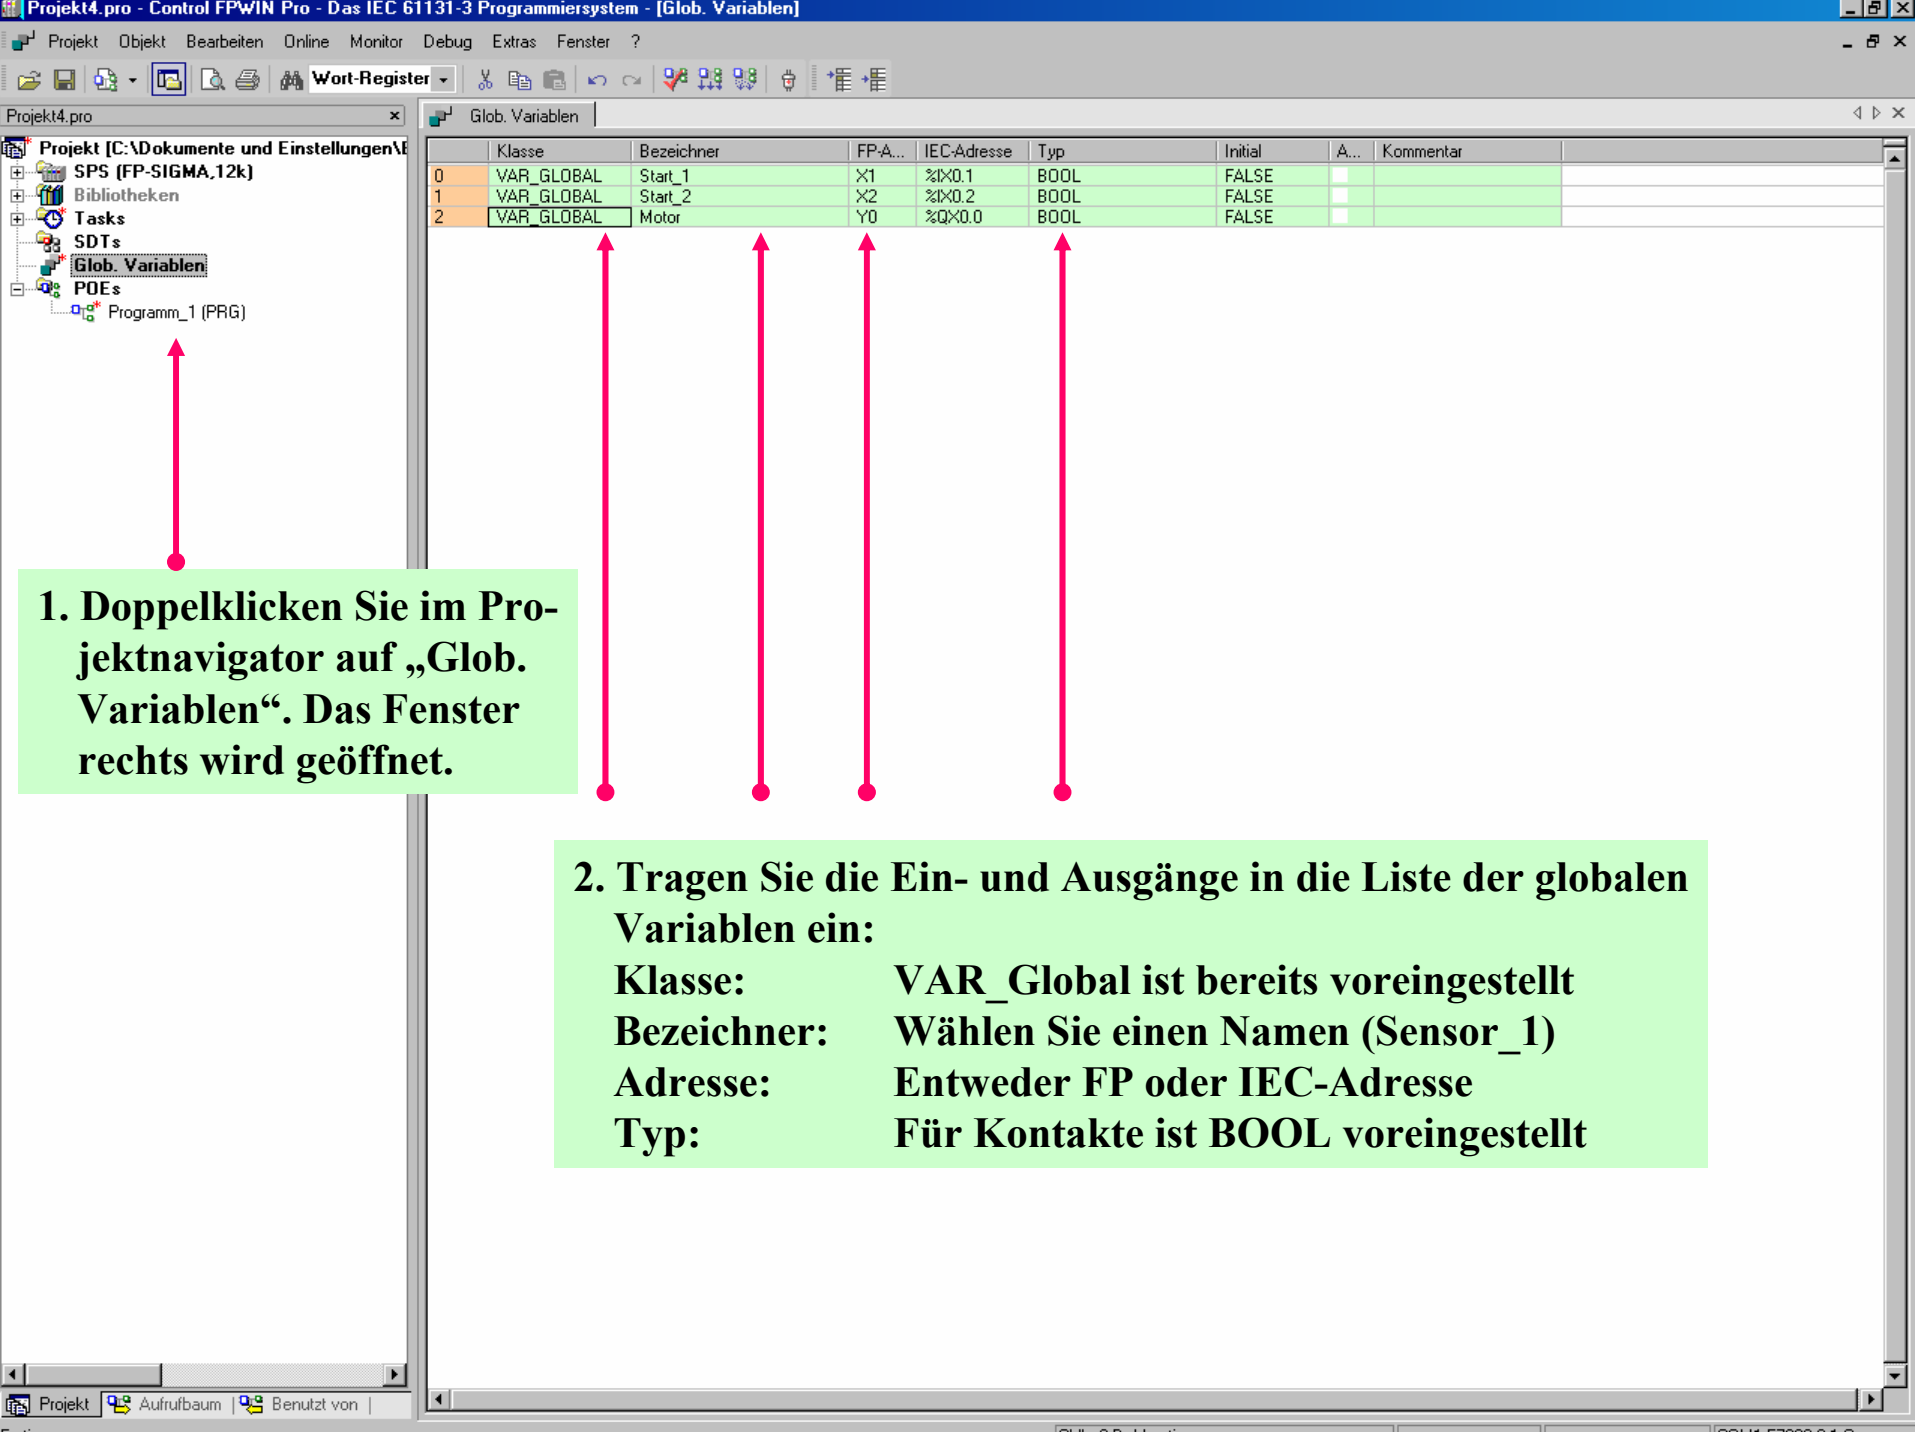 Projekt4.pro - Control FPWIN Pro - Das IEC 61131-3 Programmiersystem - [Glob. Variablen]
Projekt Objekt Bearbeiten Online Monitor Debug Extras Fenster ?
Wort-Register
Projekt4.pro
Glob. Variablen
Projekt [C:\Dokumente und Einstellungen\
SPS (FP-SIGMA,12k)
Bibliotheken
Tasks
SDTs
Glob. Variablen
POEs
Programm_1 (PRG)
Klasse Bezeichner FP-A... IEC-Adresse Typ Initial A... Kommentar
0 VAR_GLOBAL Start_1 X1 %IX0.1 BOOL FALSE
1 VAR_GLOBAL Start_2 X2 %IX0.2 BOOL FALSE
2 VAR_GLOBAL Motor Y0 %QX0.0 BOOL FALSE
1. Doppelklicken Sie im Pro-
jektnavigator auf „Glob.
Variablen“. Das Fenster
rechts wird geöffnet.
2. Tragen Sie die Ein- und Ausgänge in die Liste der globalen
Variablen ein:
Klasse: VAR_Global ist bereits voreingestellt
Bezeichner: Wählen Sie einen Namen (Sensor_1)
Adresse: Entweder FP oder IEC-Adresse
Typ: Für Kontakte ist BOOL voreingestellt
Projekt Aufrufbaum Benutzt von